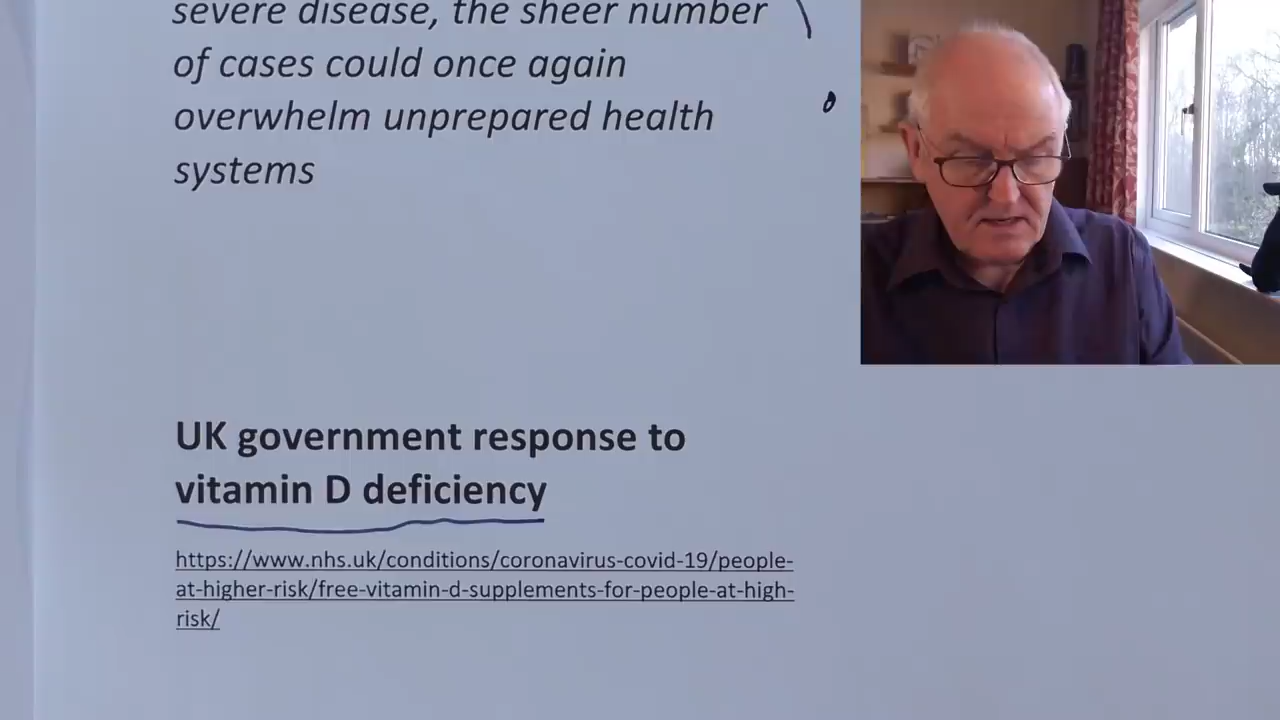 severe disease, the sheer number
of cases could once again
overwhelm unprepared health
systems
UK government response to
vitamin D deficiency
https://www.nhs.uk/conditions/coronavirus-covid-19/people-
at-higher-risk/free-vitamin-d-supplements-for-people-at-high-
risk/